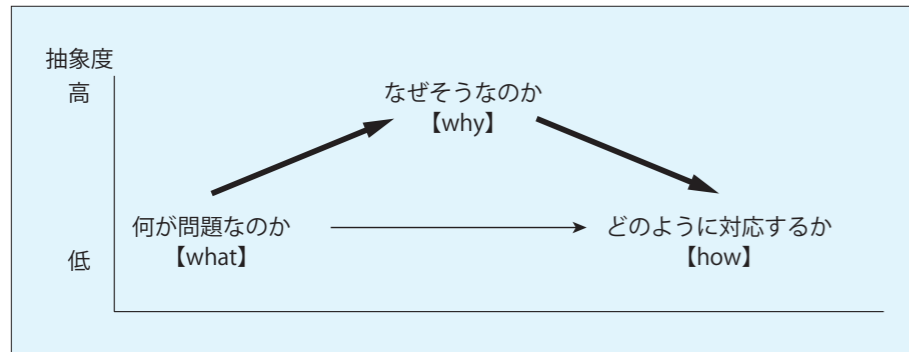 抽象度
高
なぜそうなのか
【why】
何が問題なのか
【what】
どのように対応するか
【how】
低